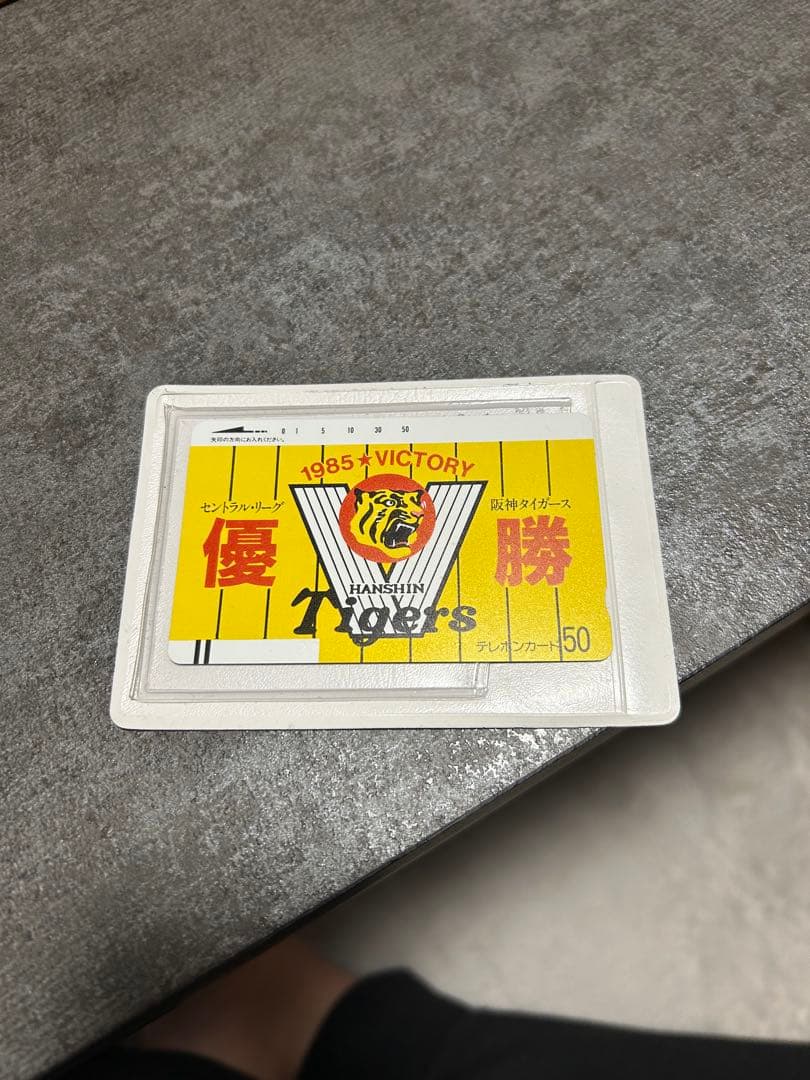 0 1 5 10 30 50
矢印の方向にお入れください。
1985★VICTORY
セントラル・リーグ
優
阪神タイガース
勝
HANSHIN
Tigers
テレホンカード50